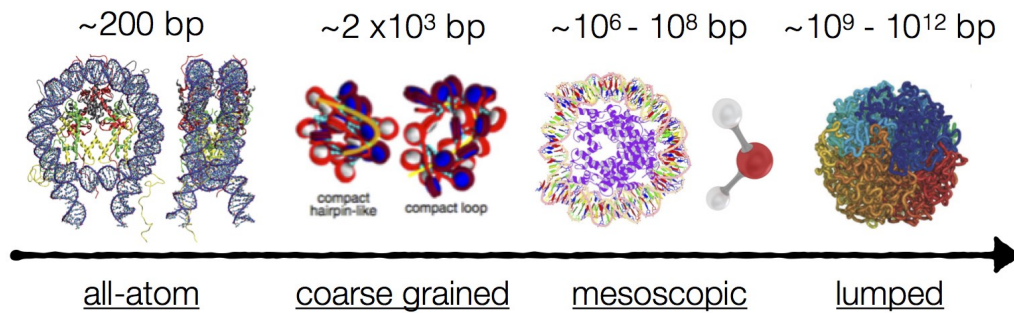 ~200 bp
~2 x10³ bp
~10⁶ - 10⁸ bp
~10⁹ - 10¹² bp
compact
hairpin-like
compact loop
all-atom
coarse grained
mesoscopic
lumped